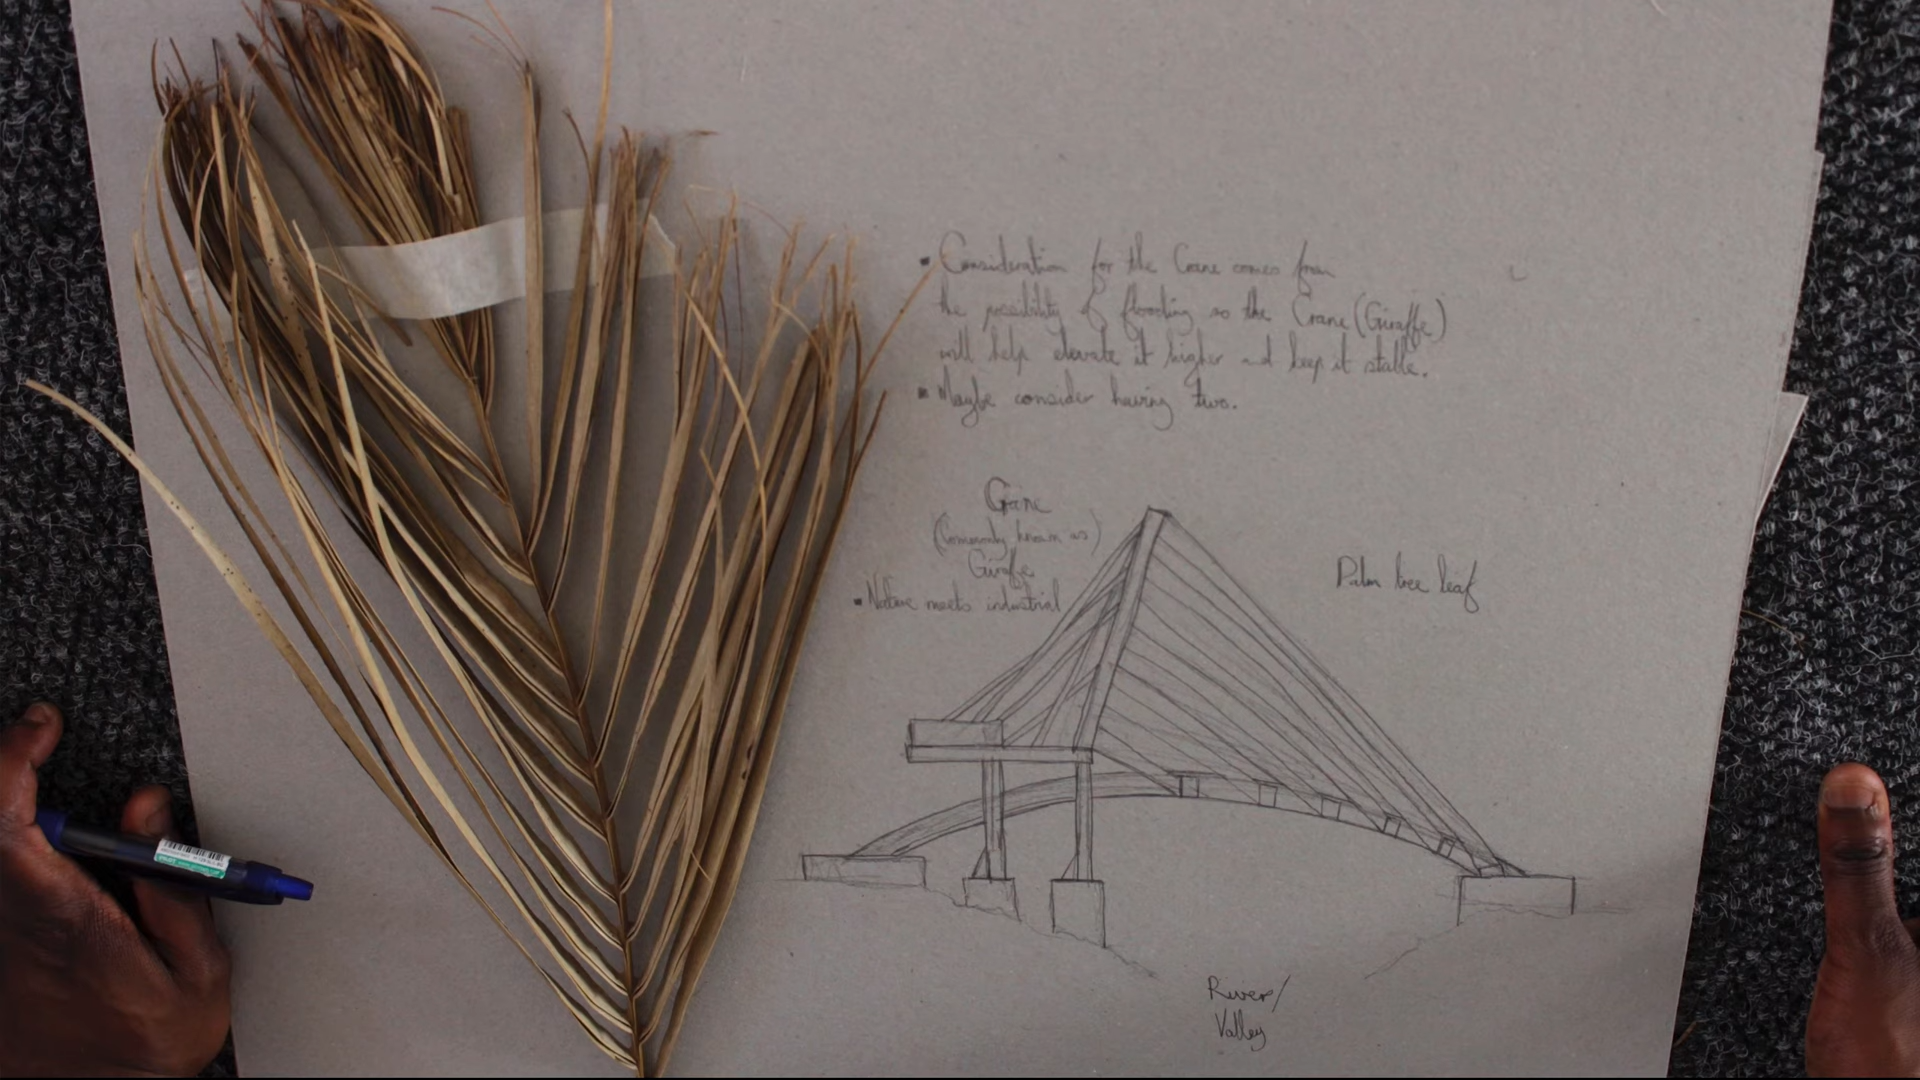 ▪ Consideration for the Crane comes from
the possibility of flooding so the Crane (Giraffe)
will help elevate it higher and keep it stable.
▪ Maybe consider having two.
Crane
(Commonly known as)
Giraffe
▪ Native meets industrial
Palm tree leaf
River/
Valley